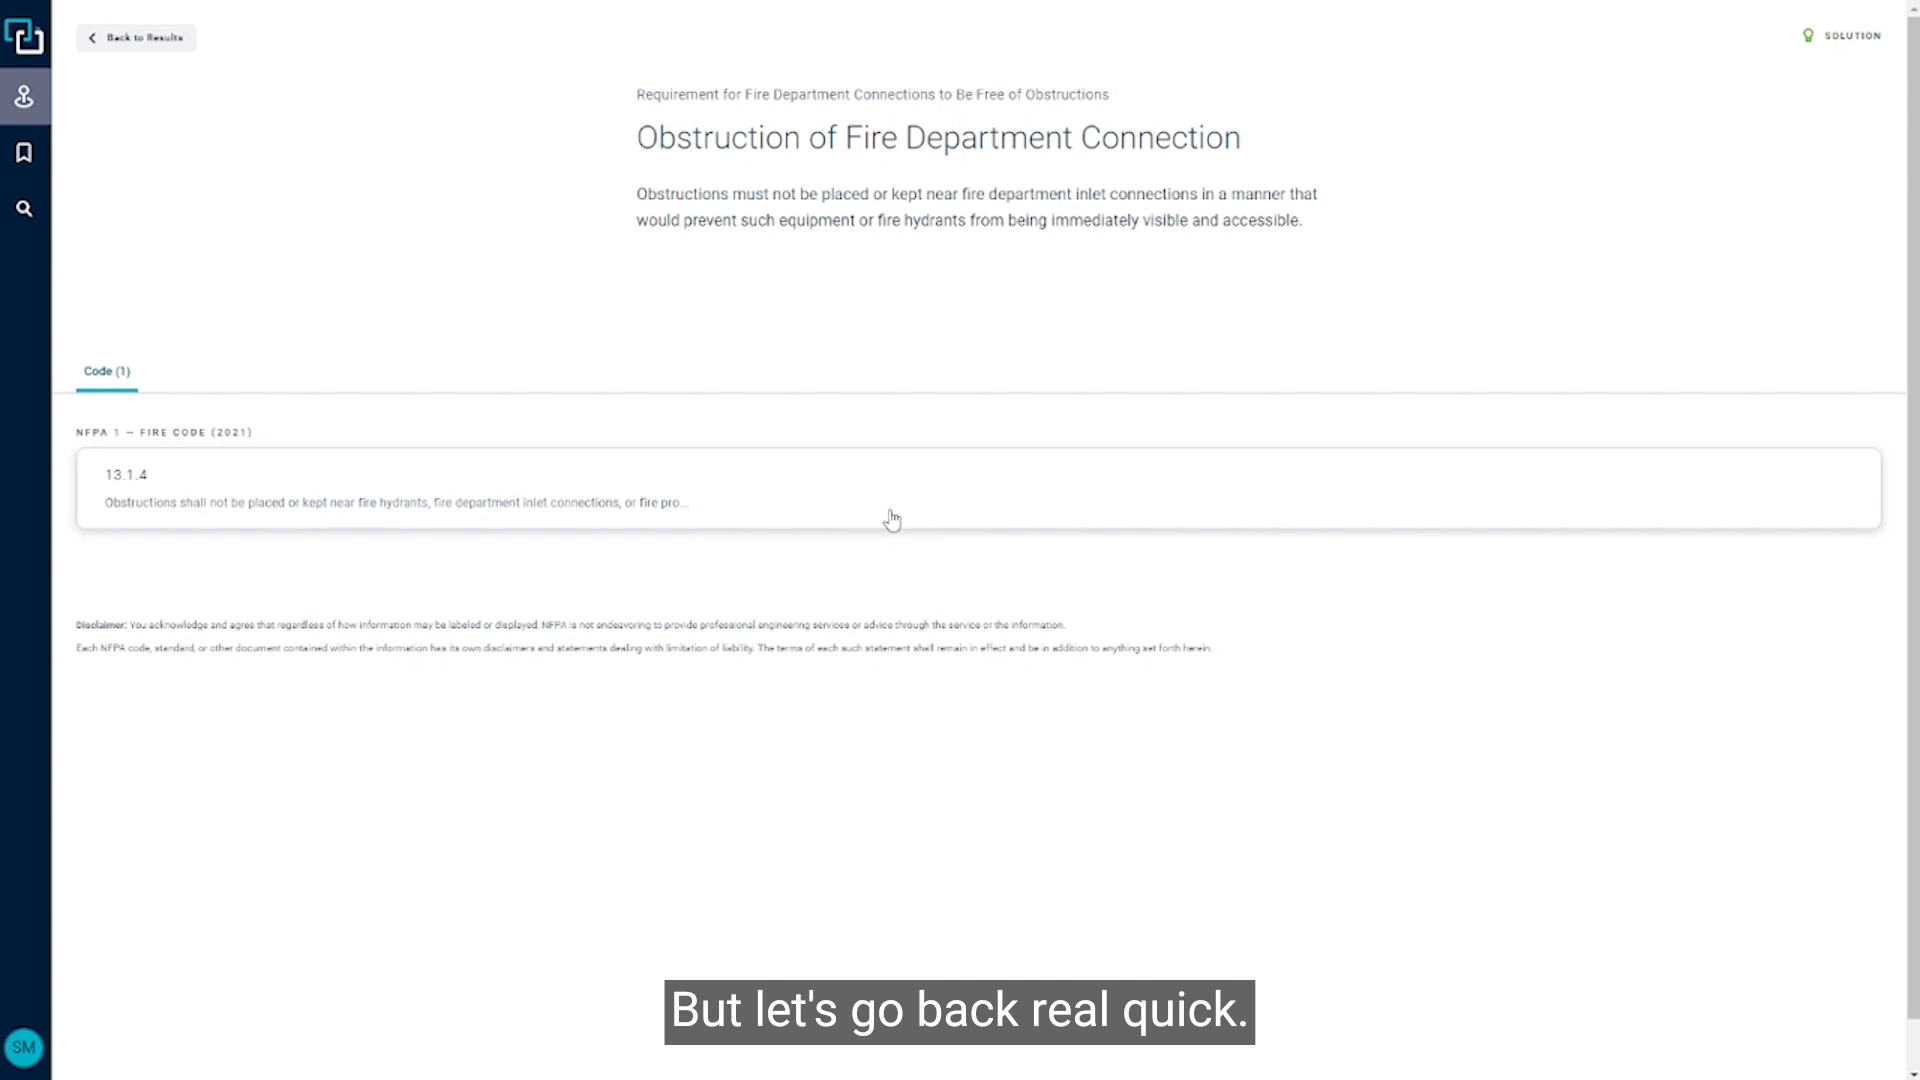 Back to Results
SOLUTION
Requirement for Fire Department Connections to Be Free of Obstructions
Obstruction of Fire Department Connection
Obstructions must not be placed or kept near fire department inlet connections in a manner that
would prevent such equipment or fire hydrants from being immediately visible and accessible.
Code (1)
NFPA 1 – FIRE CODE (2021)
13.1.4
Obstructions shall not be placed or kept near fire hydrants, fire department inlet connections, or fire pro...
Disclaimer: You acknowledge and agree that regardless of how information may be labeled or displayed, NFPA is not endeavoring to provide professional engineering services or advice through the service or the information.
Each NFPA code, standard, or other document contained within the information has its own disclaimers and statements dealing with limitation of liability. The terms of each such statement shall remain in effect and be in addition to anything set forth herein.
But let's go back real quick.
SM